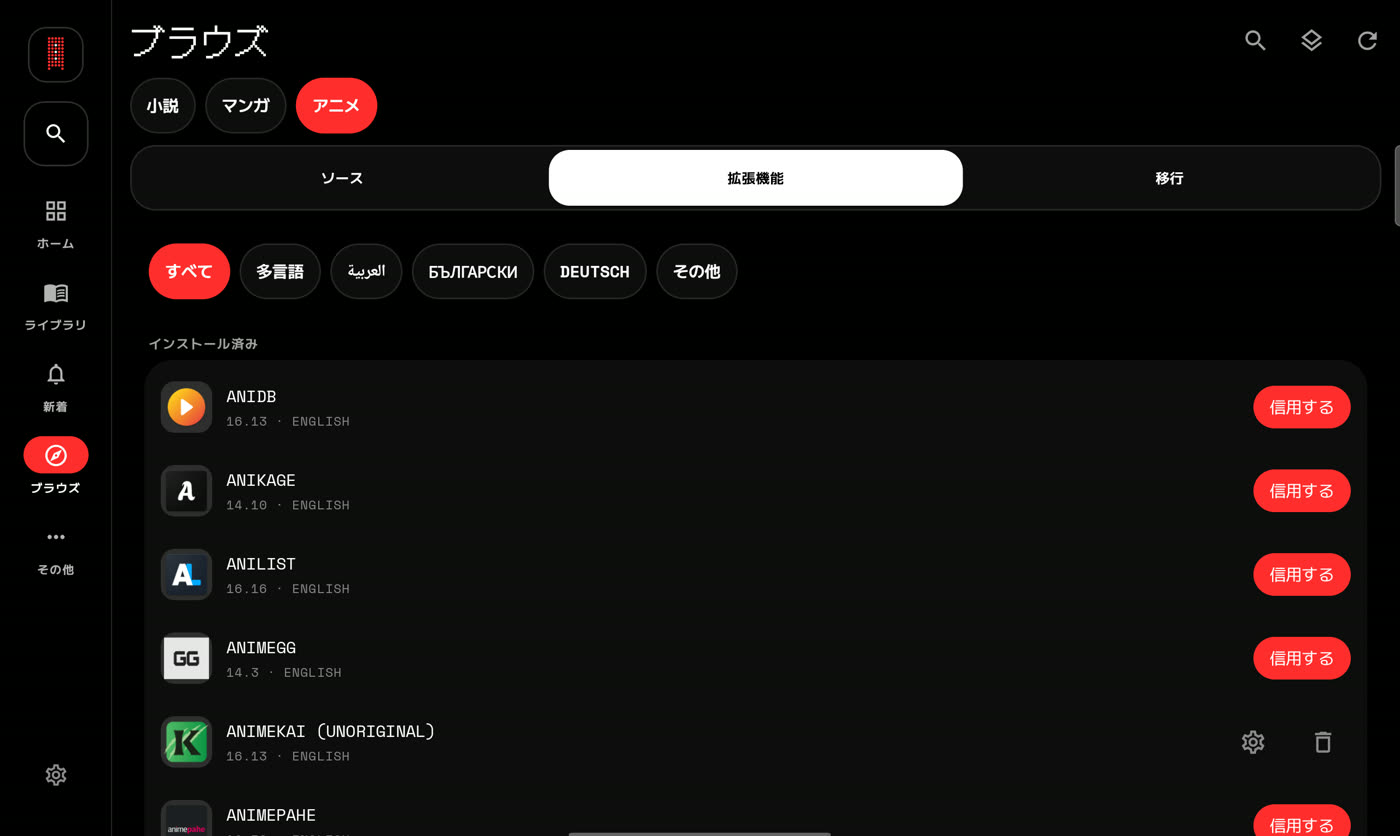 ブラウズ
小説 マンガ アニメ
ソース 拡張機能 移行
すべて 多言語 العربية БЪЛГАРСКИ DEUTSCH その他
ホーム
ライブラリ
新着
ブラウズ
その他
インストール済み
ANIDB
16.13 · ENGLISH
信用する
A
ANIKAGE
14.10 · ENGLISH
信用する
AL
ANILIST
16.16 · ENGLISH
信用する
GG
ANIMEGG
14.3 · ENGLISH
信用する
K
ANIMEKAI (UNORIGINAL)
16.13 · ENGLISH
animepahe
ANIMEPAHE
信用する